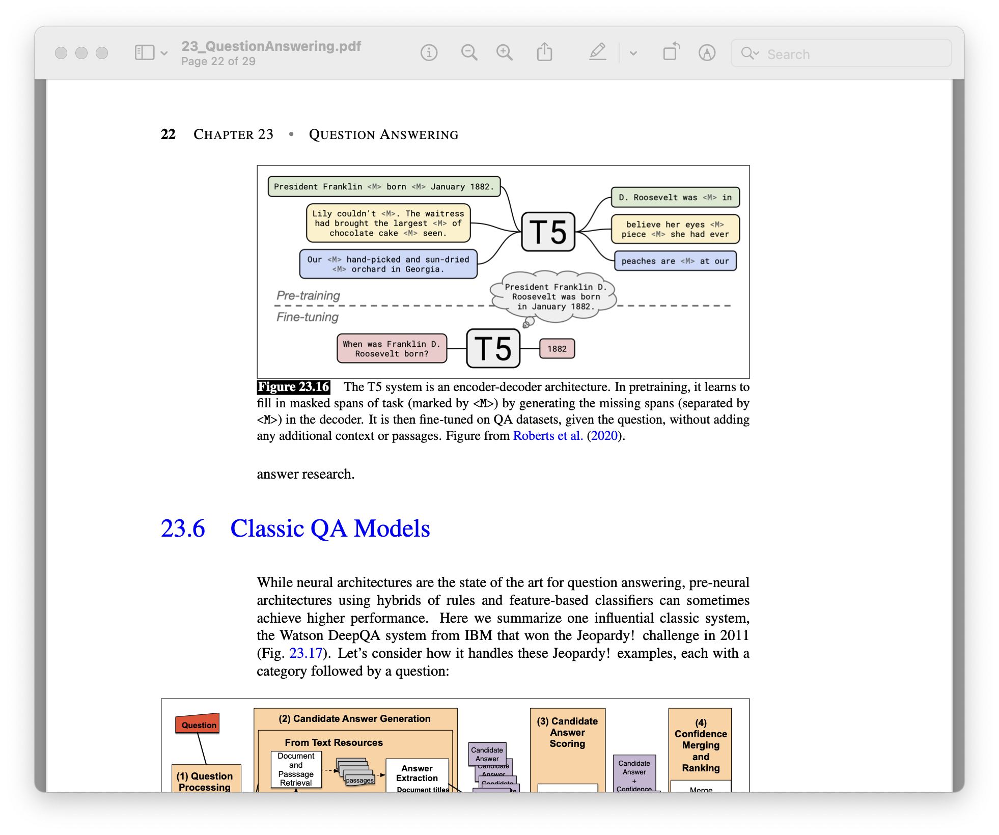 23_QuestionAnswering.pdf
Page 22 of 29
Search
22 CHAPTER 23 • QUESTION ANSWERING
President Franklin <M> born <M> January 1882.
Lily couldn't <M>. The waitress
had brought the largest <M> of
chocolate cake <M> seen.
Our <M> hand-picked and sun-dried
<M> orchard in Georgia.
T5
D. Roosevelt was <M> in
believe her eyes <M>
piece <M> she had ever
peaches are <M> at our
Pre-training
President Franklin D.
Roosevelt was born
in January 1882.
Fine-tuning
When was Franklin D.
Roosevelt born?
T5
1882
Figure 23.16 The T5 system is an encoder-decoder architecture. In pretraining, it learns to
fill in masked spans of task (marked by <M>) by generating the missing spans (separated by
<M>) in the decoder. It is then fine-tuned on QA datasets, given the question, without adding
any additional context or passages. Figure from Roberts et al. (2020).
answer research.
23.6 Classic QA Models
While neural architectures are the state of the art for question answering, pre-neural
architectures using hybrids of rules and feature-based classifiers can sometimes
achieve higher performance. Here we summarize one influential classic system,
the Watson DeepQA system from IBM that won the Jeopardy! challenge in 2011
(Fig. 23.17). Let's consider how it handles these Jeopardy! examples, each with a
category followed by a question:
Question
(1) Question
Processing
(2) Candidate Answer Generation
From Text Resources
Document
and
Passsage
Retrieval
passages
Answer
Extraction
Document titles
Candidate
Answer
Candidate
Answer
Candidate
te
(3) Candidate
Answer
Scoring
Candidate
Answer
+
Confidence
(4)
Confidence
Merging
and
Ranking
Merge